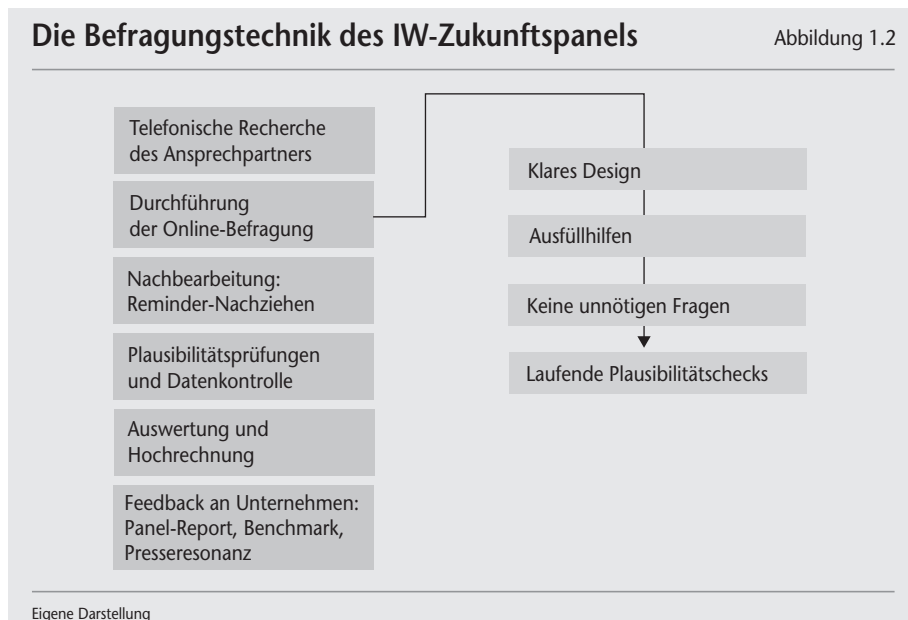 Die Befragungstechnik des IW-Zukunftspanels
Abbildung 1.2
Telefonische Recherche
des Ansprechpartners
Durchführung
der Online-Befragung
Nachbearbeitung:
Reminder-Nachziehen
Plausibilitätsprüfungen
und Datenkontrolle
Auswertung und
Hochrechnung
Feedback an Unternehmen:
Panel-Report, Benchmark,
Presseresonanz
Klares Design
Ausfüllhilfen
Keine unnötigen Fragen
Laufende Plausibilitätschecks
Eigene Darstellung